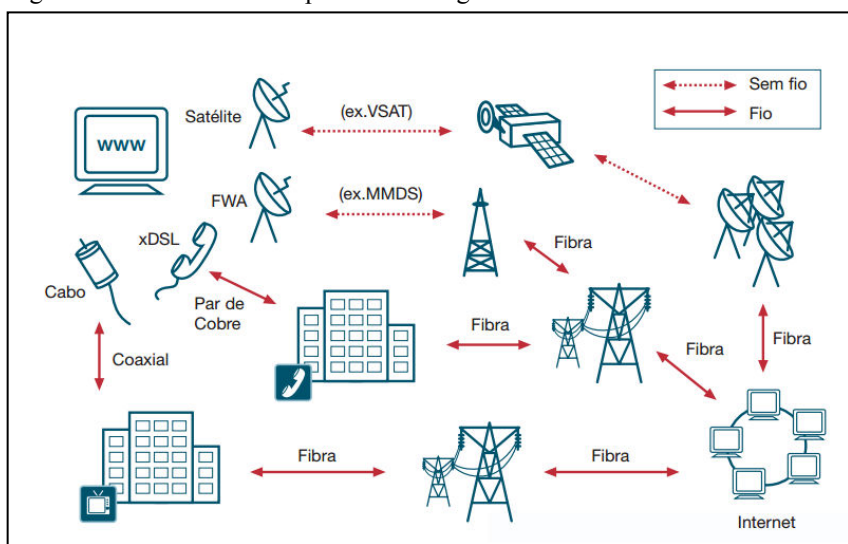 Satélite
(ex.VSAT)
Sem fio
Fio
WWW
FWA
(ex.MMDS)
xDSL
Fibra
Cabo
Par de
Cobre
Fibra
Fibra
Fibra
Coaxial
Fibra
Fibra
Internet